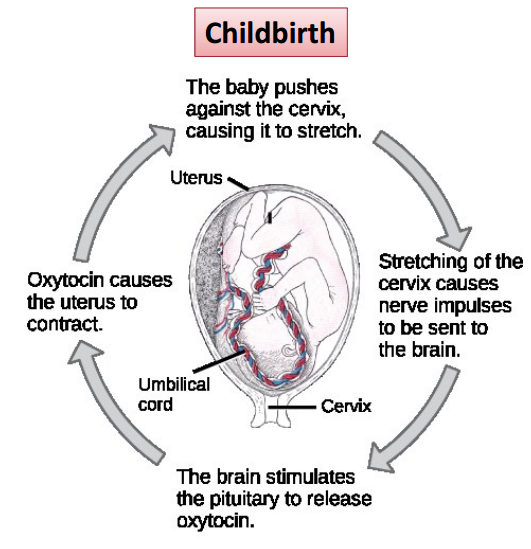 Childbirth
The baby pushes
against the cervix,
causing it to stretch.
Uterus
Stretching of the
cervix causes
nerve impulses
to be sent to
the brain.
Oxytocin causes
the uterus to
contract.
Umbilical
cord
Cervix
The brain stimulates
the pituitary to release
oxytocin.